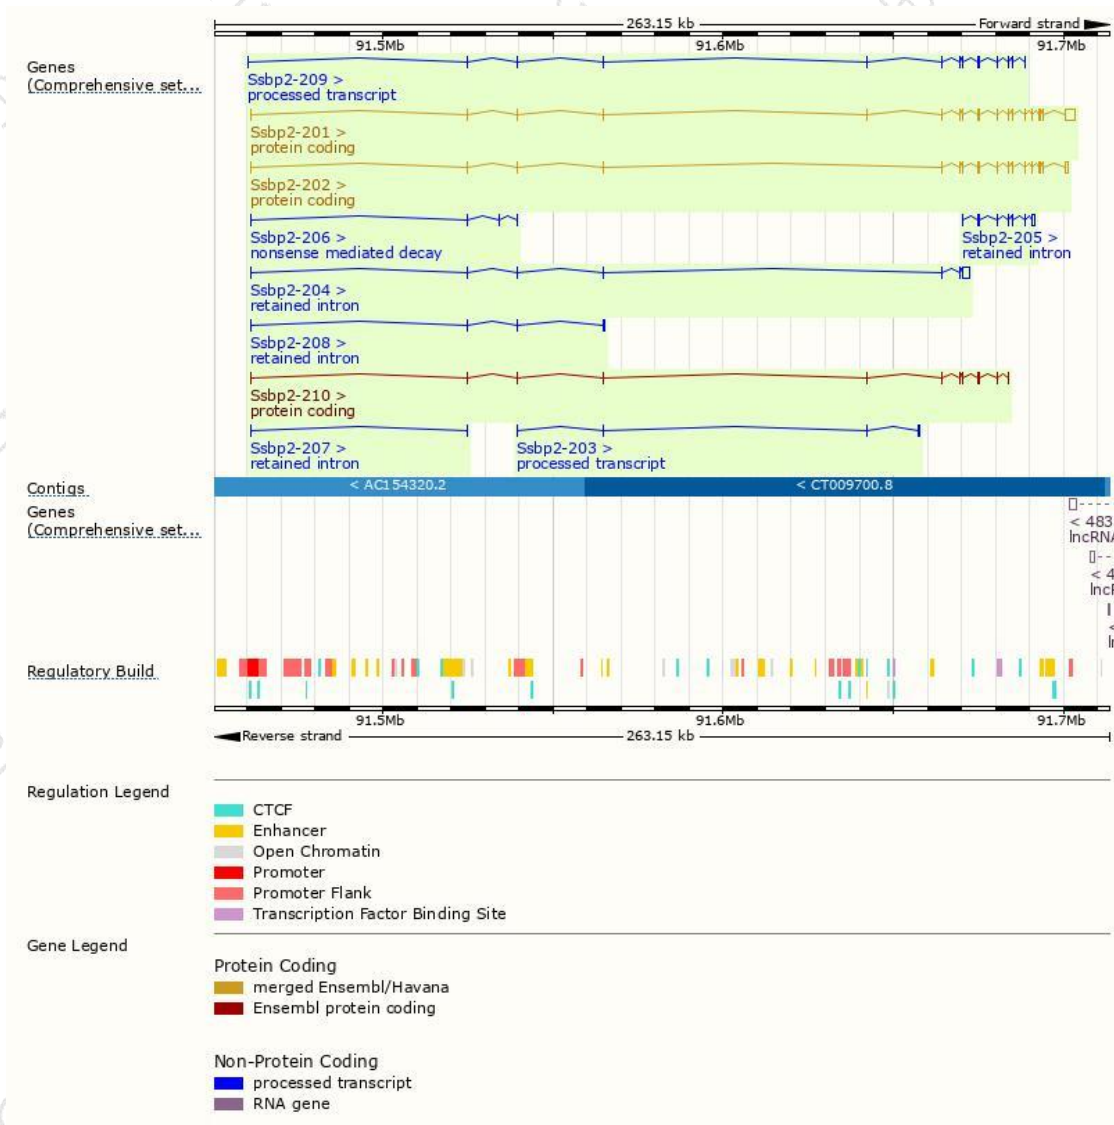 263.15 kb
Forward strand
91.5Mb
91.6Mb
91.7Mb
Genes
(Comprehensive set...
Ssbp2-209 >
processed transcript
Ssbp2-201 >
protein coding
Ssbp2-202 >
protein coding
Ssbp2-206 >
nonsense mediated decay
Ssbp2-205 >
retained intron
Ssbp2-204 >
retained intron
Ssbp2-208 >
retained intron
Ssbp2-210 >
protein coding
Ssbp2-207 >
retained intron
Ssbp2-203 >
processed transcript
Contigs
< AC154320.2
< CT009700.8
Genes
(Comprehensive set...
< 483
lncRNA
< 4
lncR
<
Regulatory Build
91.5Mb
91.6Mb
91.7Mb
Reverse strand
263.15 kb
Regulation Legend
CTCF
Enhancer
Open Chromatin
Promoter
Promoter Flank
Transcription Factor Binding Site
Gene Legend
Protein Coding
merged Ensembl/Havana
Ensembl protein coding
Non-Protein Coding
processed transcript
RNA gene